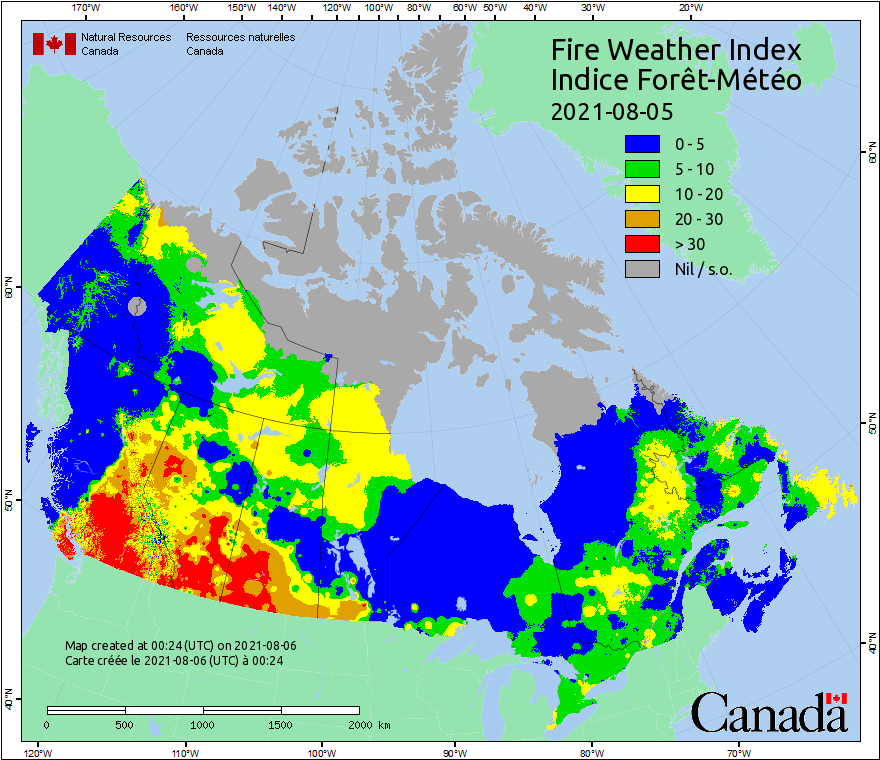 170°W 160°W 150°W 140°W 120°W 100°W 80°W 60°W 50°W 40°W 30°W 20°W
Natural Resources Ressources naturelles
Canada Canada
Fire Weather Index
Indice Forêt-Météo
2021-08-05
0 - 5
5 - 10
10 - 20
20 - 30
> 30
Nil / s.o.
60°N
60°N
50°N
50°N
40°N
40°N
Map created at 00:24 (UTC) on 2021-08-06
Carte créée le 2021-08-06 (UTC) à 00:24
0 500 1000 1500 2000 km
Canada
120°W 110°W 100°W 90°W 80°W 70°W